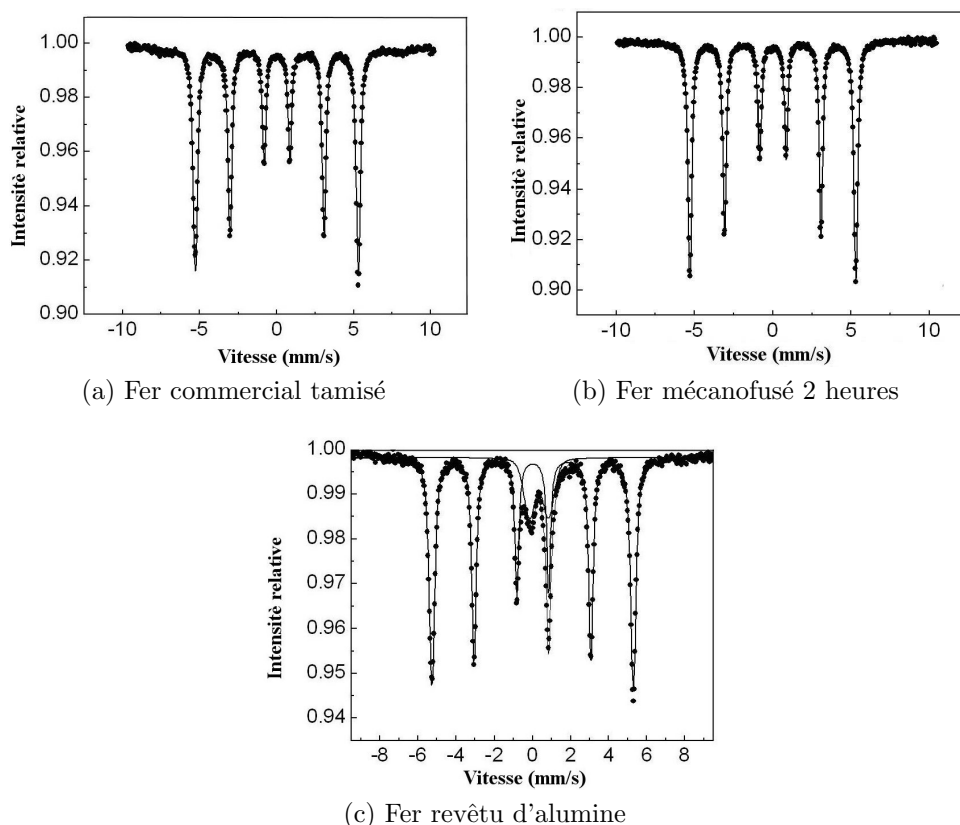 1.00
0.98
0.96
0.94
0.92
0.90
Intensitè relative
-10 -5 0 5 10
Vitesse (mm/s)
(a) Fer commercial tamisé
1.00
0.98
0.96
0.94
0.92
0.90
Intensitè relative
-10 -5 0 5 10
Vitesse (mm/s)
(b) Fer mécanofusé 2 heures
1.00
0.99
0.98
0.97
0.96
0.95
0.94
Intensitè relative
-8 -6 -4 -2 0 2 4 6 8
Vitesse (mm/s)
(c) Fer revêtu d'alumine